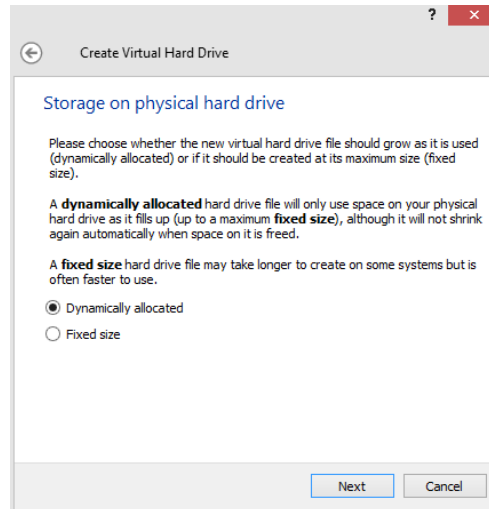 ?
Create Virtual Hard Drive
Storage on physical hard drive
Please choose whether the new virtual hard drive file should grow as it is used
(dynamically allocated) or if it should be created at its maximum size (fixed
size).
A dynamically allocated hard drive file will only use space on your physical
hard drive as it fills up (up to a maximum fixed size), although it will not shrink
again automatically when space on it is freed.
A fixed size hard drive file may take longer to create on some systems but is
often faster to use.
Dynamically allocated
Fixed size
Next Cancel